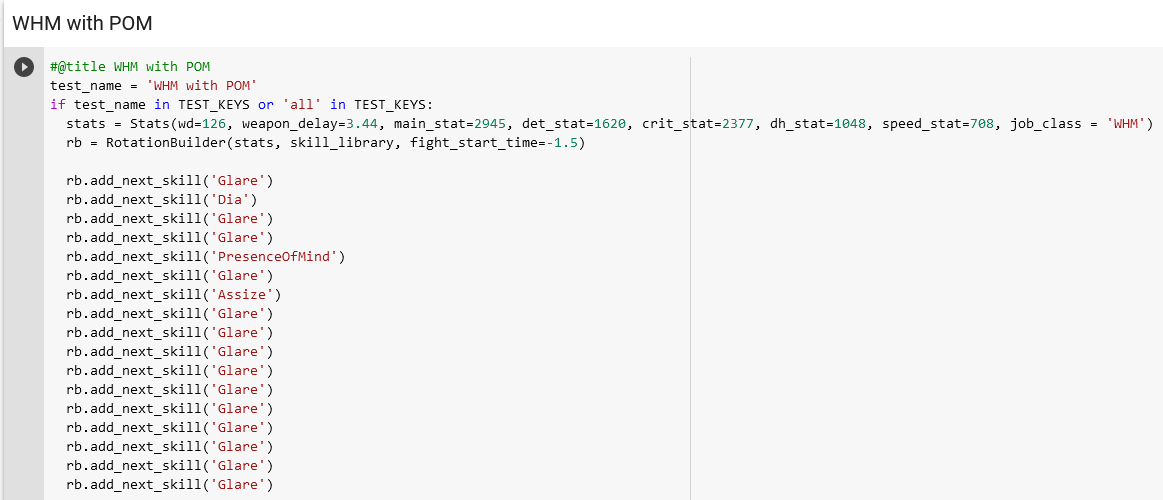 WHM with POM
#@title WHM with POM
test_name = 'WHM with POM'
if test_name in TEST_KEYS or 'all' in TEST_KEYS:
  stats = Stats(wd=126, weapon_delay=3.44, main_stat=2945, det_stat=1620, crit_stat=2377, dh_stat=1048, speed_stat=708, job_class = 'WHM')
  rb = RotationBuilder(stats, skill_library, fight_start_time=-1.5)

  rb.add_next_skill('Glare')
  rb.add_next_skill('Dia')
  rb.add_next_skill('Glare')
  rb.add_next_skill('Glare')
  rb.add_next_skill('PresenceOfMind')
  rb.add_next_skill('Glare')
  rb.add_next_skill('Assize')
  rb.add_next_skill('Glare')
  rb.add_next_skill('Glare')
  rb.add_next_skill('Glare')
  rb.add_next_skill('Glare')
  rb.add_next_skill('Glare')
  rb.add_next_skill('Glare')
  rb.add_next_skill('Glare')
  rb.add_next_skill('Glare')
  rb.add_next_skill('Glare')
  rb.add_next_skill('Glare')